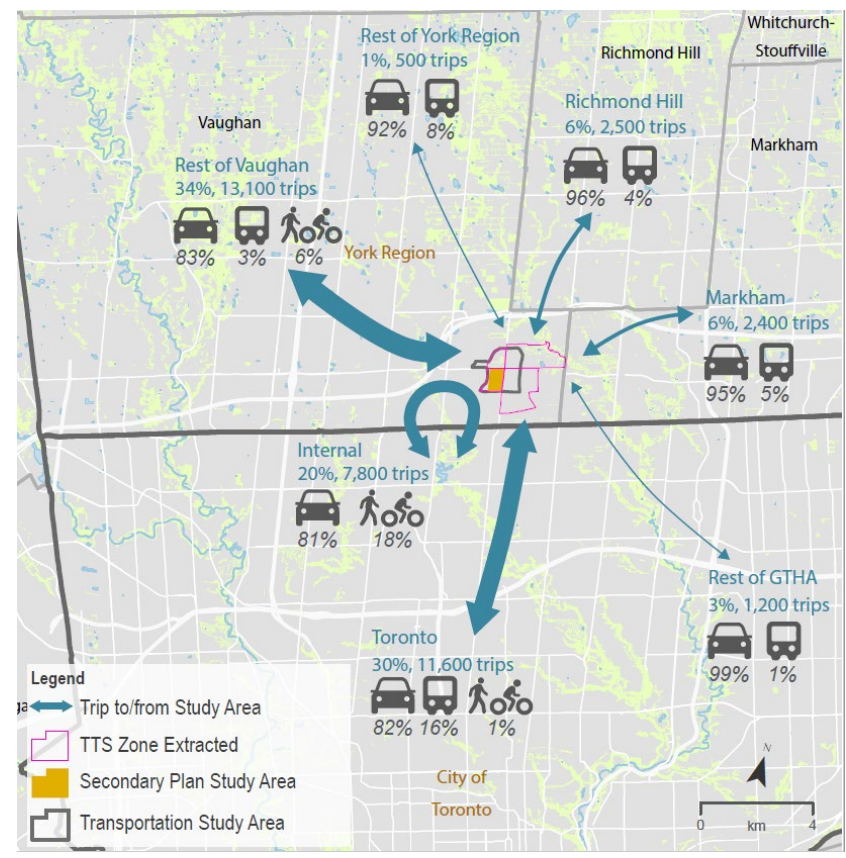 Whitchurch-
Stouffville
Rest of York Region
1%, 500 trips
92% 8%
Richmond Hill
Richmond Hill
6%, 2,500 trips
96% 4%
Vaughan
Markham
Rest of Vaughan
34%, 13,100 trips
83% 3% 6%
York Region
Markham
6%, 2,400 trips
95% 5%
Internal
20%, 7,800 trips
81% 18%
Rest of GTHA
3%, 1,200 trips
99% 1%
Toronto
30%, 11,600 trips
82% 16% 1%
City of
Toronto
Legend
Trip to/from Study Area
TTS Zone Extracted
Secondary Plan Study Area
Transportation Study Area
N
0 km 4